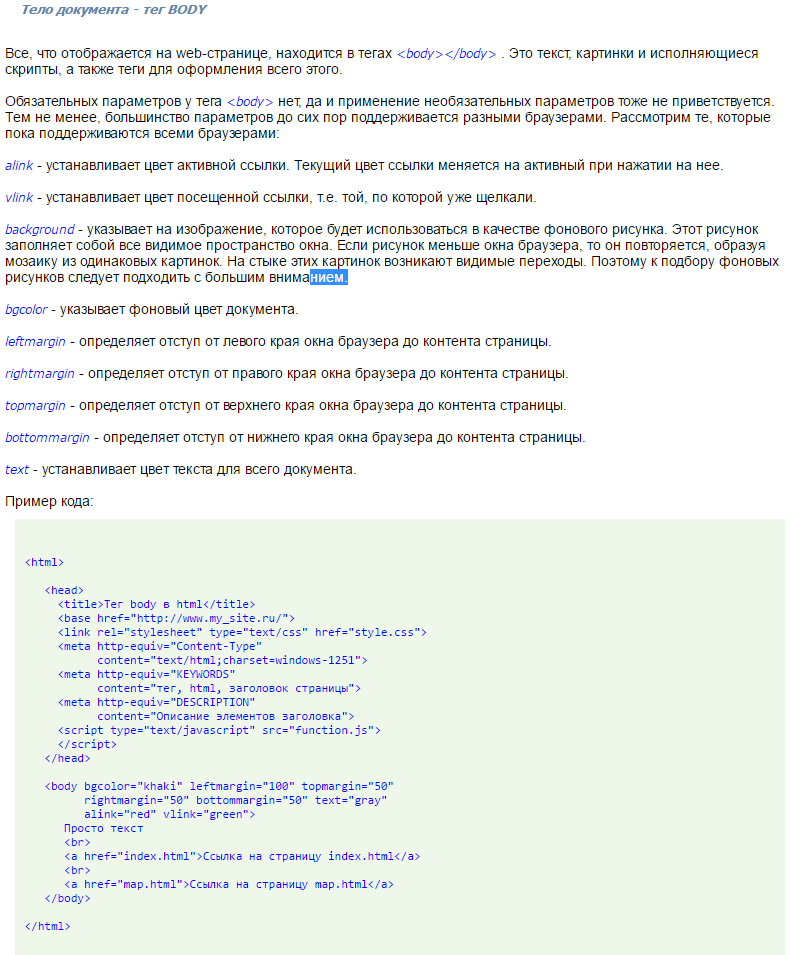 Тело документа - тег BODY
Все, что отображается на web-странице, находится в тегах <body></body> . Это текст, картинки и исполняющиеся
скрипты, а также теги для оформления всего этого.
Обязательных параметров у тега <body> нет, да и применение необязательных параметров тоже не приветствуется.
Тем не менее, большинство параметров до сих пор поддерживается разными браузерами. Рассмотрим те, которые
пока поддерживаются всеми браузерами:
alink - устанавливает цвет активной ссылки. Текущий цвет ссылки меняется на активный при нажатии на нее.
vlink - устанавливает цвет посещенной ссылки, т.е. той, по которой уже щелкали.
background - указывает на изображение, которое будет использоваться в качестве фонового рисунка. Этот рисунок
заполняет собой все видимое пространство окна. Если рисунок меньше окна браузера, то он повторяется, образуя
мозаику из одинаковых картинок. На стыке этих картинок возникают видимые переходы. Поэтому к подбору фоновых
рисунков следует подходить с большим вниманием.
bgcolor - указывает фоновый цвет документа.
leftmargin - определяет отступ от левого края окна браузера до контента страницы.
rightmargin - определяет отступ от правого края окна браузера до контента страницы.
topmargin - определяет отступ от верхнего края окна браузера до контента страницы.
bottommargin - определяет отступ от нижнего края окна браузера до контента страницы.
text - устанавливает цвет текста для всего документа.
Пример кода:
<html>
<head>
<title>Тег body в html</title>
<base href="http://www.my_site.ru/">
<link rel="stylesheet" type="text/css" href="style.css">
<meta http-equiv="Content-Type"
content="text/html;charset=windows-1251">
<meta http-equiv="KEYWORDS"
content="тег, html, заголовок страницы">
<meta http-equiv="DESCRIPTION"
content="Описание элементов заголовка">
<script type="text/javascript" src="function.js">
</script>
</head>
<body bgcolor="khaki" leftmargin="100" topmargin="50"
rightmargin="50" bottommargin="50" text="gray"
alink="red" vlink="green">
Просто текст
<br>
<a href="index.html">Ссылка на страницу index.html</a>
<br>
<a href="map.html">Ссылка на страницу map.html</a>
</body>
</html>